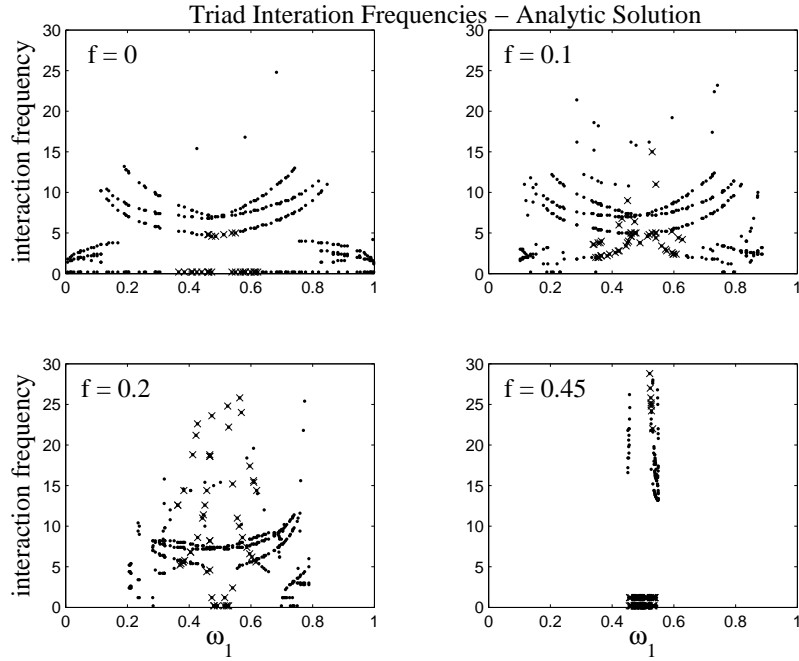 Triad Interation Frequencies – Analytic Solution
f = 0
f = 0.1
interaction frequency
30
25
20
15
10
5
0
0 0.2 0.4 0.6 0.8 1
30
25
20
15
10
5
0
0 0.2 0.4 0.6 0.8 1
f = 0.2
f = 0.45
interaction frequency
30
25
20
15
10
5
0
0 0.2 0.4 0.6 0.8 1
ω1
30
25
20
15
10
5
0
0 0.2 0.4 0.6 0.8 1
ω1